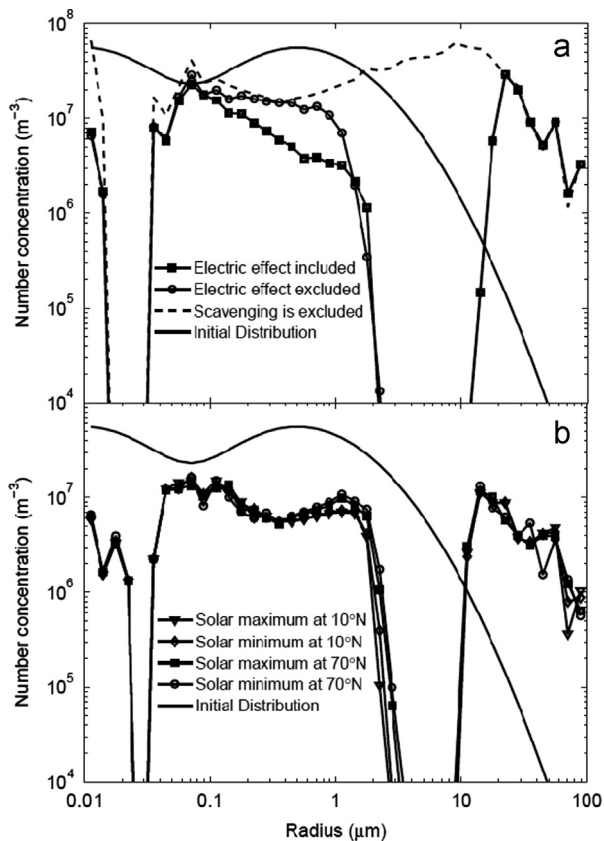 a
10⁸
10⁷
10⁶
10⁵
10⁴
Number concentration (m⁻³)
Electric effect included
Electric effect excluded
Scavenging is excluded
Initial Distribution
b
10⁷
10⁶
10⁵
10⁴
Number concentration (m⁻³)
Solar maximum at 10°N
Solar minimum at 10°N
Solar maximum at 70°N
Solar minimum at 70°N
Initial Distribution
0.01 0.1 1 10 100
Radius (μm)